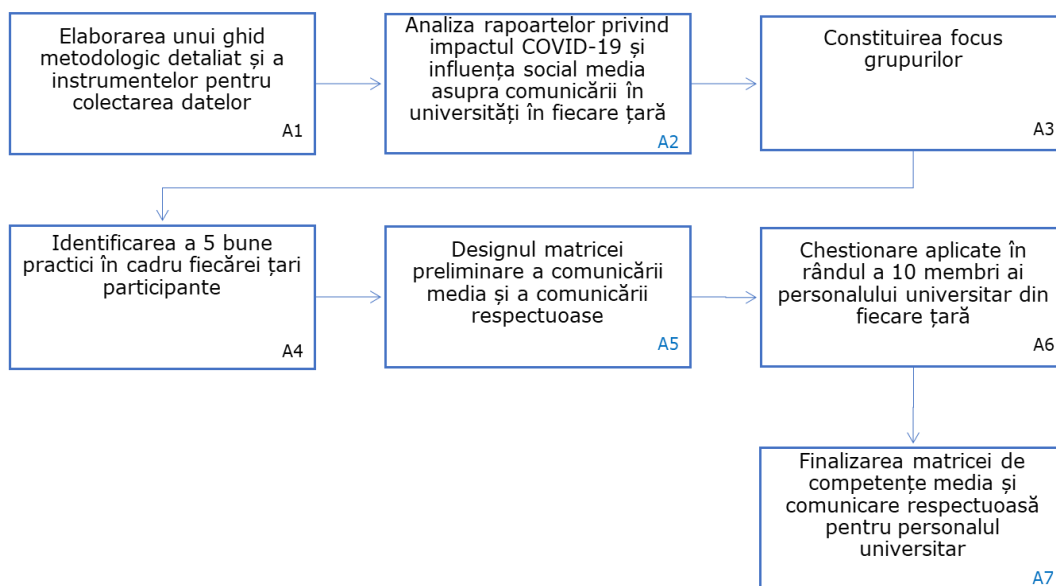 Elaborarea unui ghid
metodologic detaliat și a
instrumentelor pentru
colectarea datelor
A1
Analiza rapoartelor privind
impactul COVID-19 și
influența social media
asupra comunicării în
universități în fiecare țară
A2
Constituirea focus
grupurilor
A3
Identificarea a 5 bune
practici în cadru fiecărei țari
participante
A4
Designul matricei
preliminare a comunicării
media și a comunicării
respectuoase
A5
Chestionare aplicate în
rândul a 10 membri ai
personalului universitar din
fiecare țară
A6
Finalizarea matricei de
competențe media și
comunicare respectuoasă
pentru personalul
universitar
A7